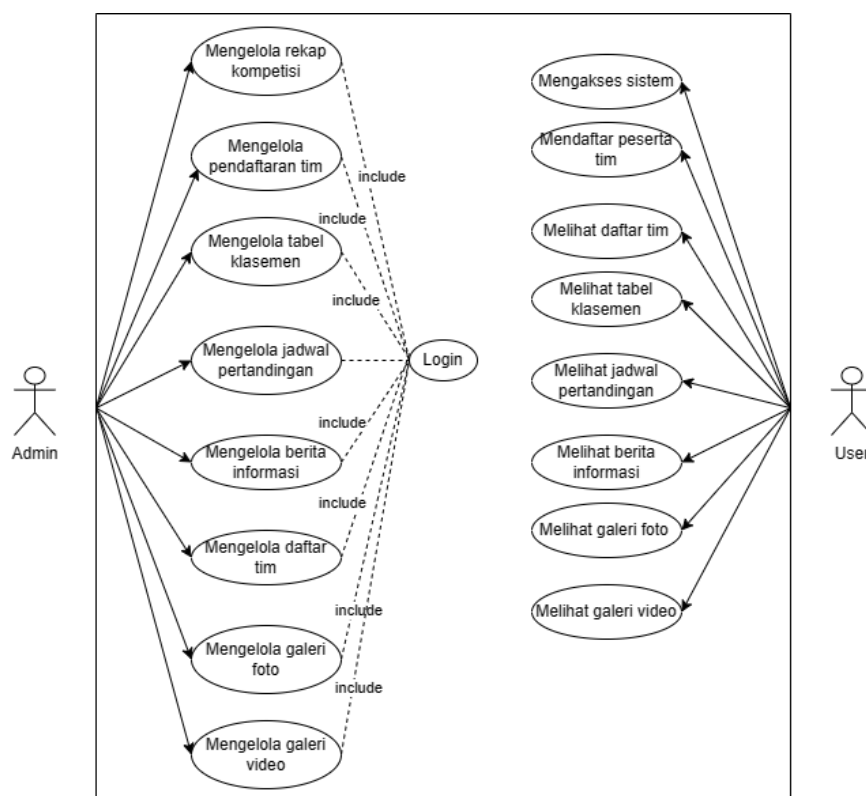 Mengelola rekap
kompetisi
Mengelola
pendaftaran tim
include
include
Mengelola tabel
klasemen
include
Mengelola jadwal
pertandingan
Login
Admin
Mengelola berita
informasi
include
include
Mengelola daftar
tim
include
Mengelola galeri
foto
include
Mengelola galeri
video
Mengakses sistem
Mendaftar peserta
tim
Melihat daftar tim
Melihat tabel
klasemen
Melihat jadwal
pertandingan
Melihat berita
informasi
Melihat galeri foto
Melihat galeri video
User